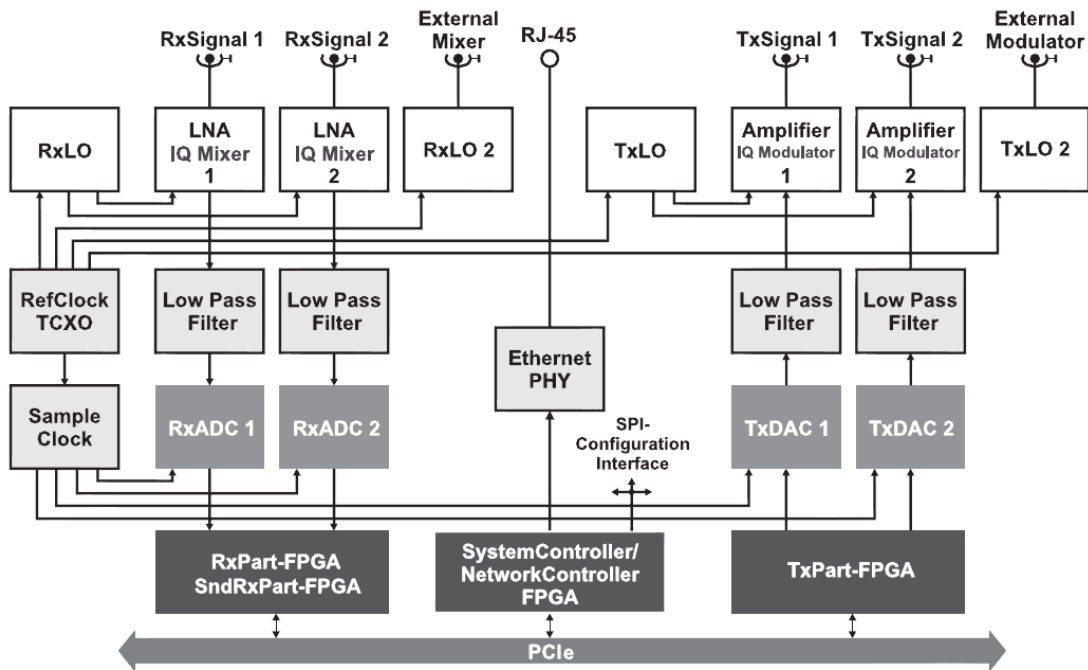 RxSignal 1
RxSignal 2
External
Mixer
RJ-45
TxSignal 1
TxSignal 2
External
Modulator
RxLO
LNA
IQ Mixer
1
LNA
IQ Mixer
2
RxLO 2
TxLO
Amplifier
IQ Modulator
1
Amplifier
IQ Modulator
2
TxLO 2
RefClock
TCXO
Low Pass
Filter
Low Pass
Filter
Ethernet
PHY
Low Pass
Filter
Low Pass
Filter
Sample
Clock
RxADC 1
RxADC 2
SPI-
Configuration
Interface
TxDAC 1
TxDAC 2
RxPart-FPGA
SndRxPart-FPGA
SystemController/
NetworkController
FPGA
TxPart-FPGA
PCIe